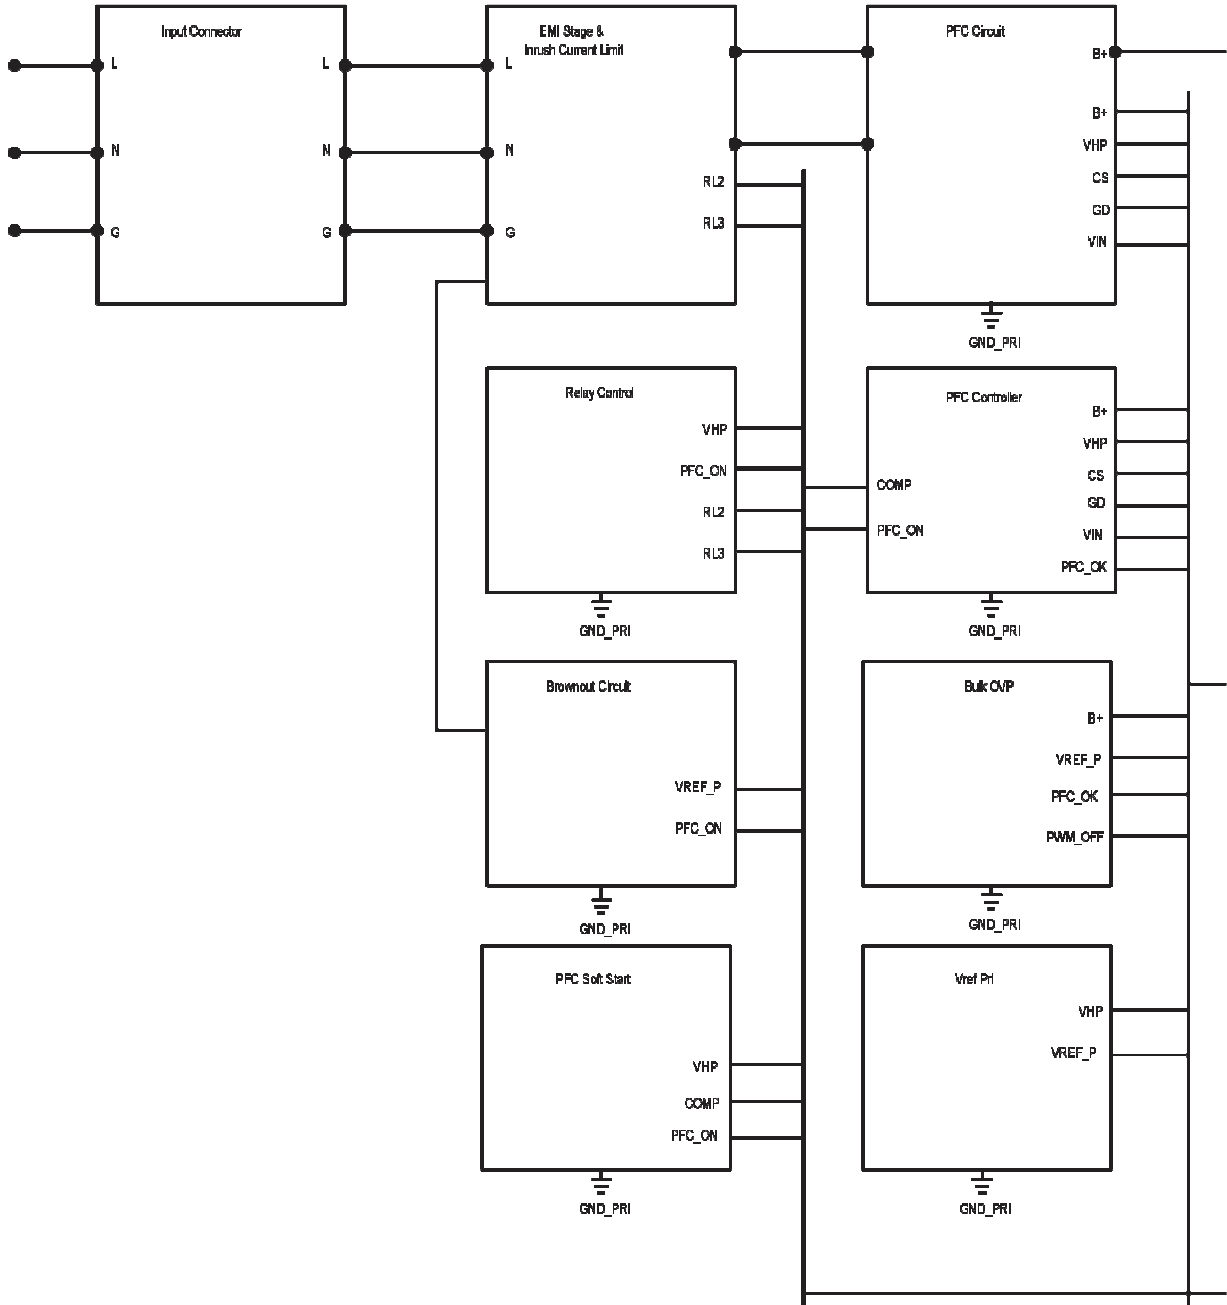 Input Connector
L
L
N
N
G
G
EMI Stage &
Inrush Current Limit
L
N
G
RL2
RL3
PFC Circuit
B+
B+
VHP
CS
GD
VIN
GND_PRI
Relay Control
VHP
PFC_ON
RL2
RL3
GND_PRI
PFC Controller
COMP
PFC_ON
B+
VHP
CS
GD
VIN
PFC_OK
GND_PRI
Brownout Circuit
VREF_P
PFC_ON
GND_PRI
Bulk OVP
B+
VREF_P
PFC_OK
PWM_OFF
GND_PRI
PFC Soft Start
VHP
COMP
PFC_ON
GND_PRI
Vref Pri
VHP
VREF_P
GND_PRI